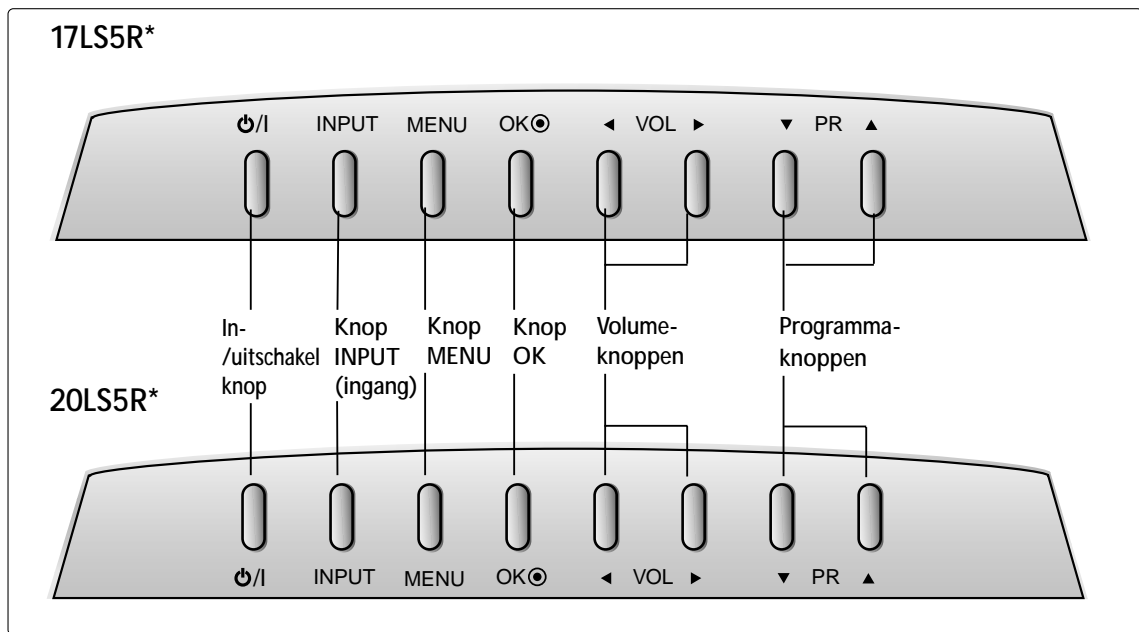 17LS5R*
⏻/I INPUT MENU OK⦿ ◄ VOL ► ▼ PR ▲
In-
/uitschakel
knop
Knop
INPUT
(ingang)
Knop
MENU
Knop
OK
Volume-
knoppen
Programma-
knoppen
20LS5R*
⏻/I INPUT MENU OK⦿ ◄ VOL ► ▼ PR ▲